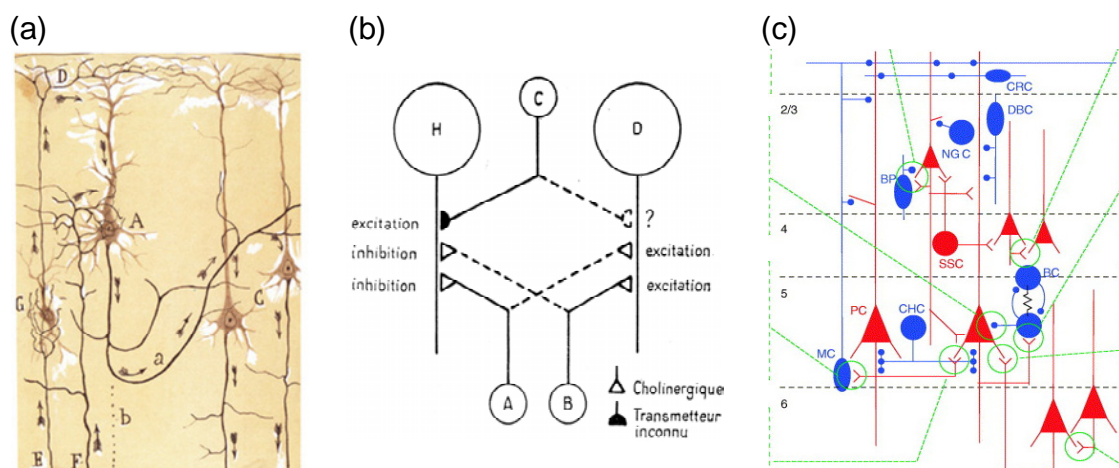 (a)
D
A
G
C
a
b
E
F
(b)
C
H
D
excitation
?
inhibition
excitation
inhibition
excitation
A
B
Cholinergique
Transmetteur
inconnu
(c)
CRC
2/3
DBC
NG C
BP
4
SSC
BC
5
PC
CHC
MC
6